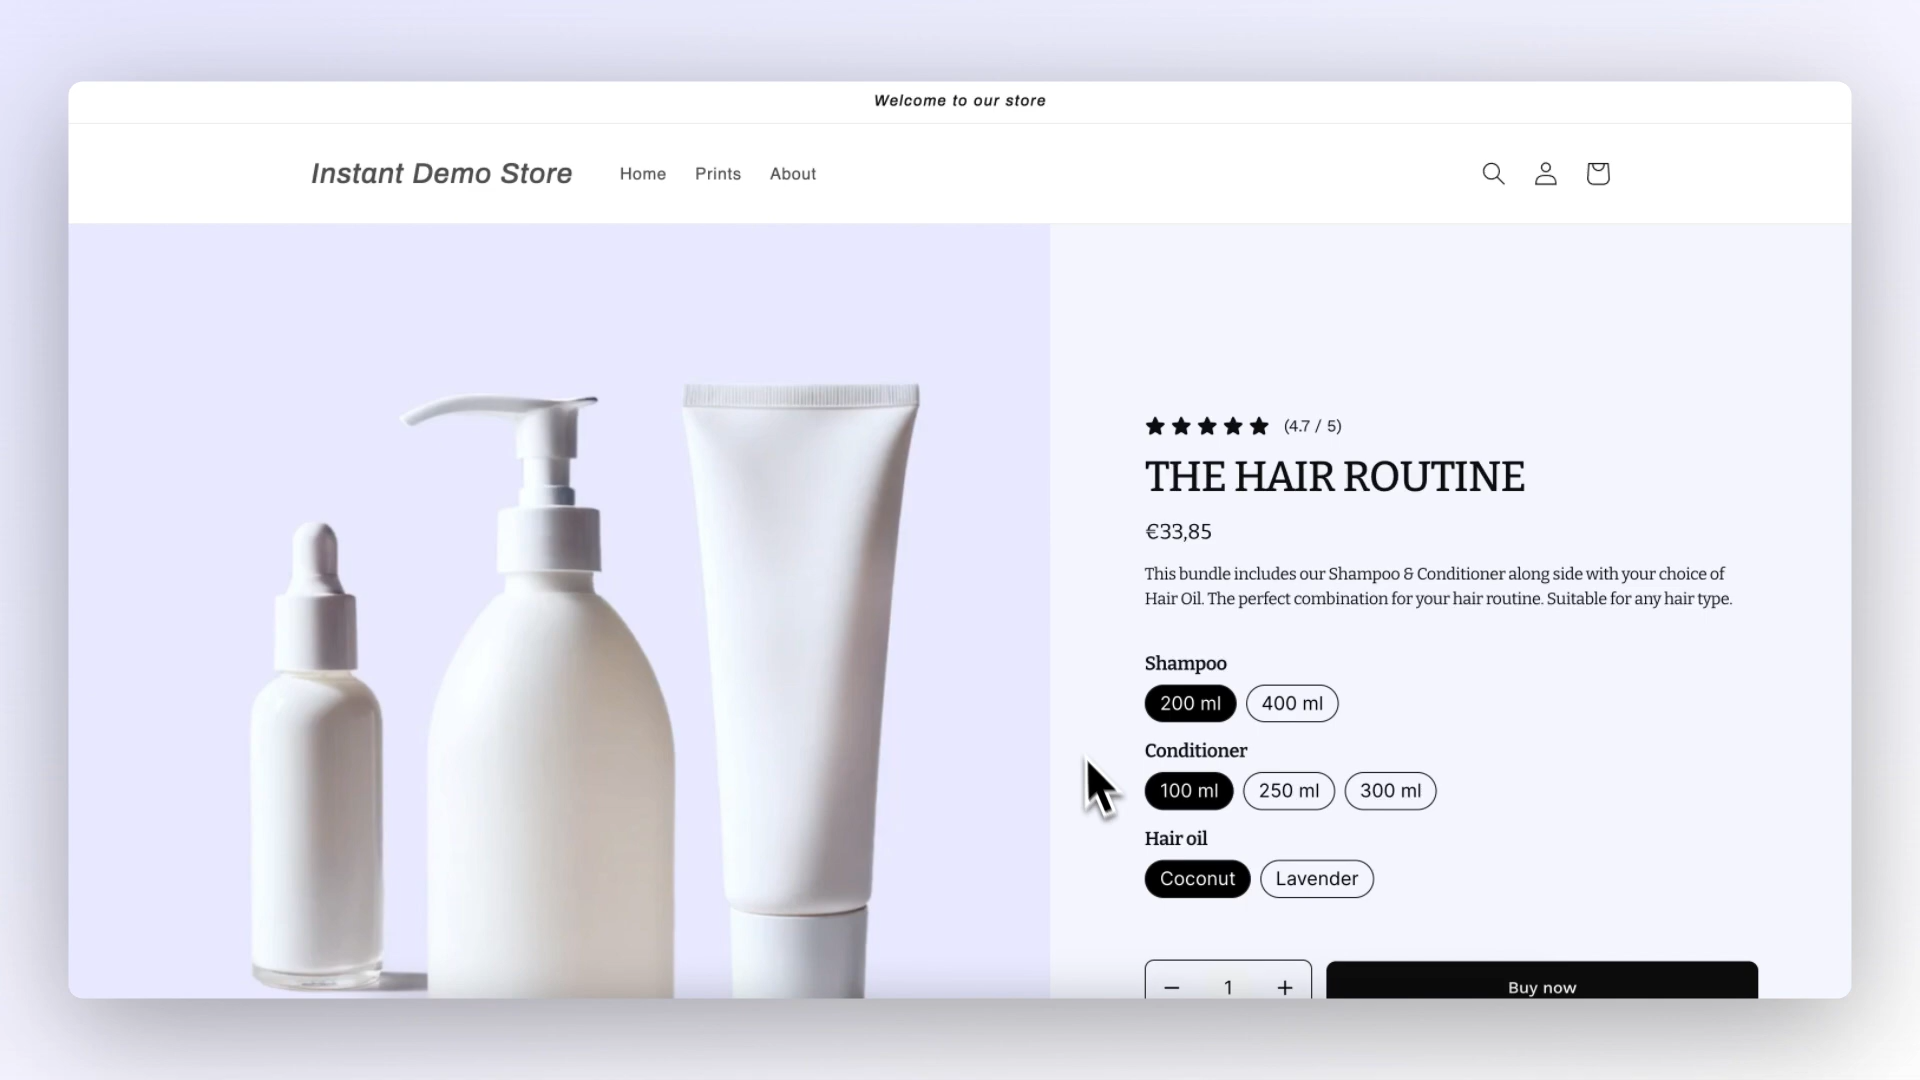 Welcome to our store
Instant Demo Store
Home
Prints
About
(4.7 / 5)
THE HAIR ROUTINE
€33,85
This bundle includes our Shampoo & Conditioner along side with your choice of
Hair Oil. The perfect combination for your hair routine. Suitable for any hair type.
Shampoo
200 ml
400 ml
Conditioner
100 ml
250 ml
300 ml
Hair oil
Coconut
Lavender
− 1 +
Buy now